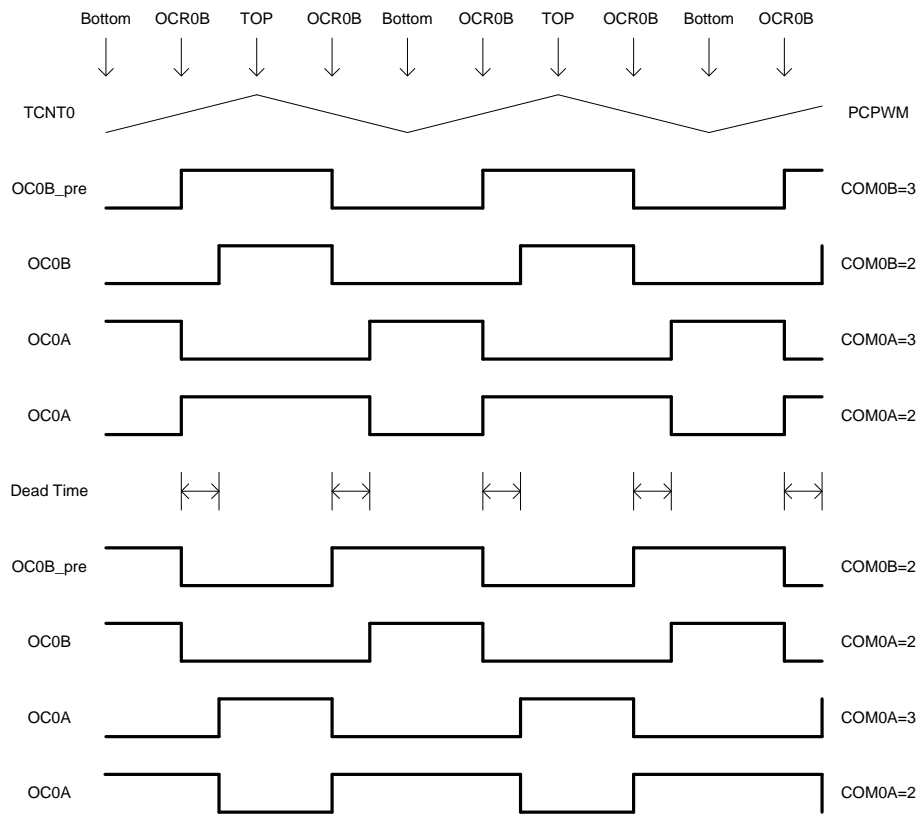 Bottom OCR0B TOP OCR0B Bottom OCR0B TOP OCR0B Bottom OCR0B
TCNT0 PCPWM
OC0B_pre COM0B=3
OC0B COM0B=2
OC0A COM0A=3
OC0A COM0A=2
Dead Time
OC0B_pre COM0B=2
OC0B COM0A=2
OC0A COM0A=3
OC0A COM0A=2